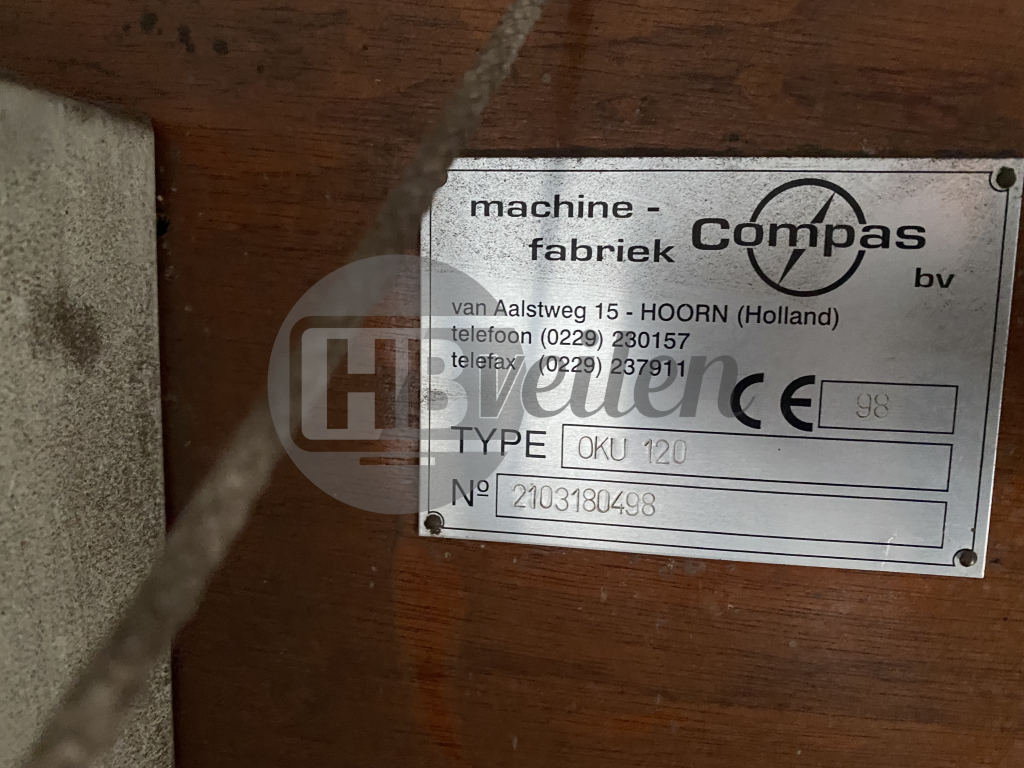 machine -
fabriek Compas
bv
van Aalstweg 15 - HOORN (Holland)
telefoon (0229) 230157
telefax (0229) 237911
HBveilen
CE 98
TYPE OKU 120
Nº 2103180498